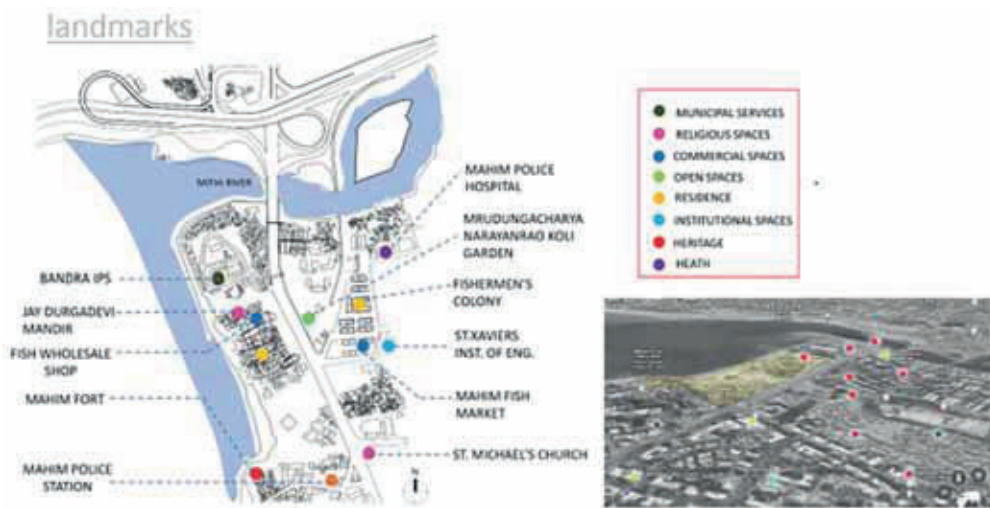 landmarks
MITHI RIVER
MAHIM POLICE
HOSPITAL
MRUDUNGACHARYA
NARAYANRAO KOLI
GARDEN
BANDRA IPS
FISHERMEN'S
COLONY
JAY DURGADEVI
MANDIR
ST.XAVIERS
INST. OF ENG.
FISH WHOLESALE
SHOP
MAHIM FORT
MAHIM FISH
MARKET
ST. MICHAEL'S CHURCH
MAHIM POLICE
STATION
N
MUNICIPAL SERVICES
RELIGIOUS SPACES
COMMERCIAL SPACES
OPEN SPACES
RESIDENCE
INSTITUTIONAL SPACES
HERITAGE
HEATH